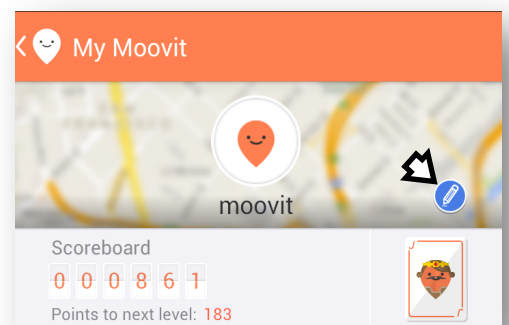 My Moovit
moovit
Scoreboard
000861
Points to next level: 183
J
J